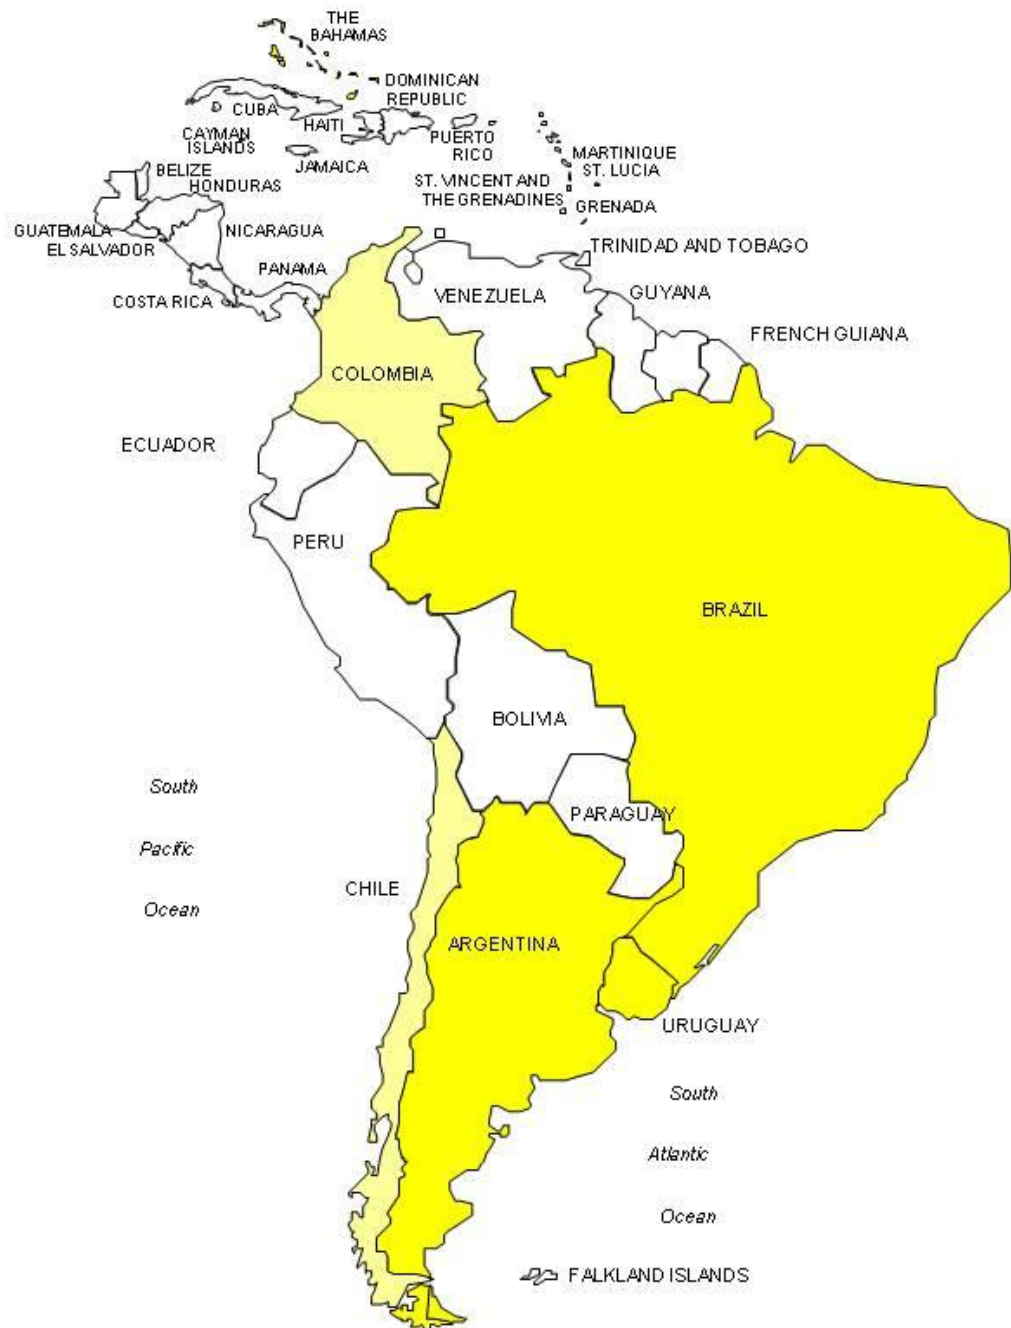 THE
BAHAMAS
DOMINICAN
REPUBLIC
CUBA
HAITI
CAYMAN
ISLANDS
JAMAICA
PUERTO
RICO
MARTINIQUE
ST. LUCIA
BELIZE
HONDURAS
ST. VINCENT AND
THE GRENADINES
GRENADA
GUATEMALA
EL SALVADOR
NICARAGUA
TRINIDAD AND TOBAGO
PANAMA
COSTA RICA
VENEZUELA
GUYANA
FRENCH GUIANA
COLOMBIA
ECUADOR
PERU
BRAZIL
BOLIVIA
South
Pacific
Ocean
PARAGUAY
CHILE
ARGENTINA
URUGUAY
South
Atlantic
Ocean
FALKLAND ISLANDS